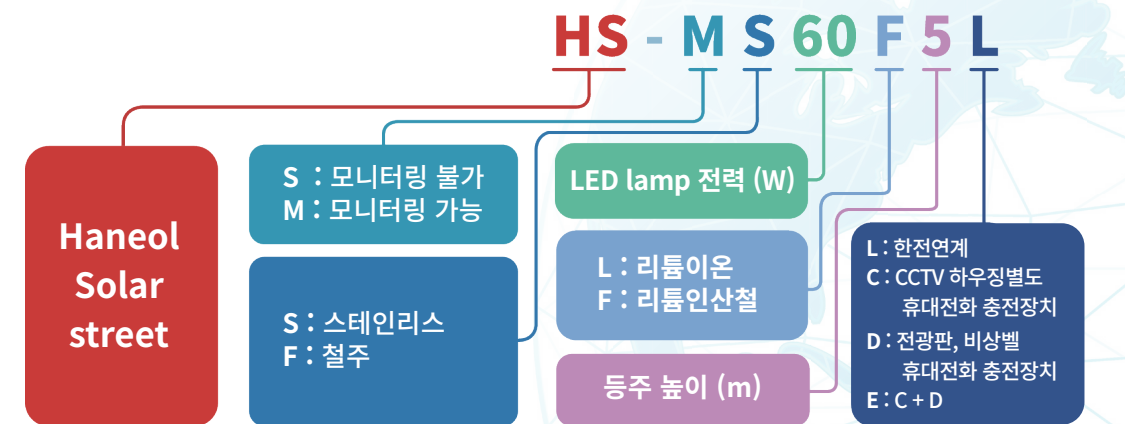 HS - M S 60 F 5 L
Haneol
Solar
street
S : 모니터링 불가
M : 모니터링 가능
S : 스테인리스
F : 철주
LED lamp 전력 (W)
L : 리튬이온
F : 리튬인산철
등주 높이 (m)
L : 한전연계
C : CCTV 하우징별도
휴대전화 충전장치
D : 전광판, 비상벨
휴대전화 충전장치
E : C + D